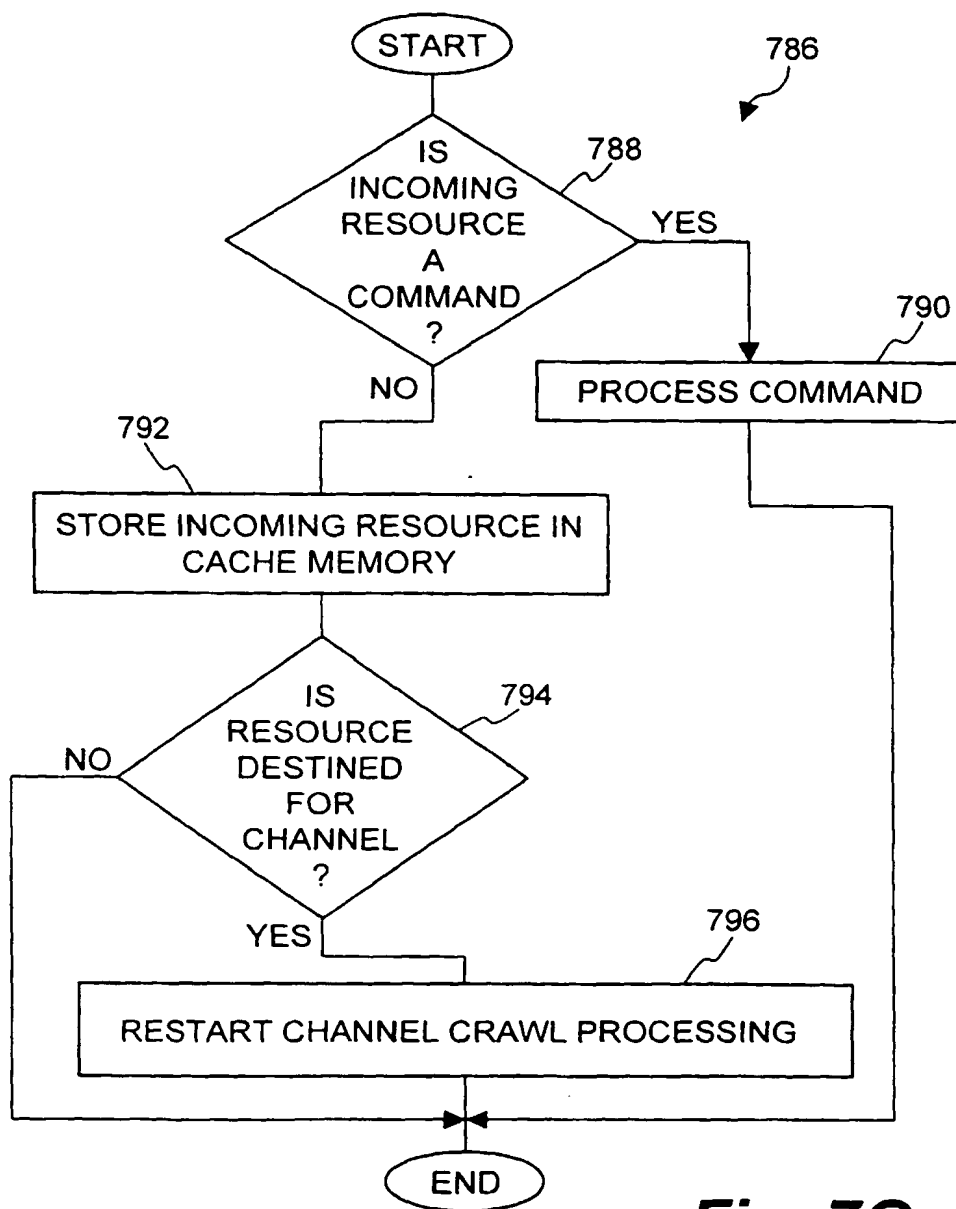 START
786
IS
INCOMING
RESOURCE
A
COMMAND
?
788
YES
NO
790
PROCESS COMMAND
792
STORE INCOMING RESOURCE IN
CACHE MEMORY
IS
RESOURCE
DESTINED
FOR
CHANNEL
?
794
NO
YES
796
RESTART CHANNEL CRAWL PROCESSING
END